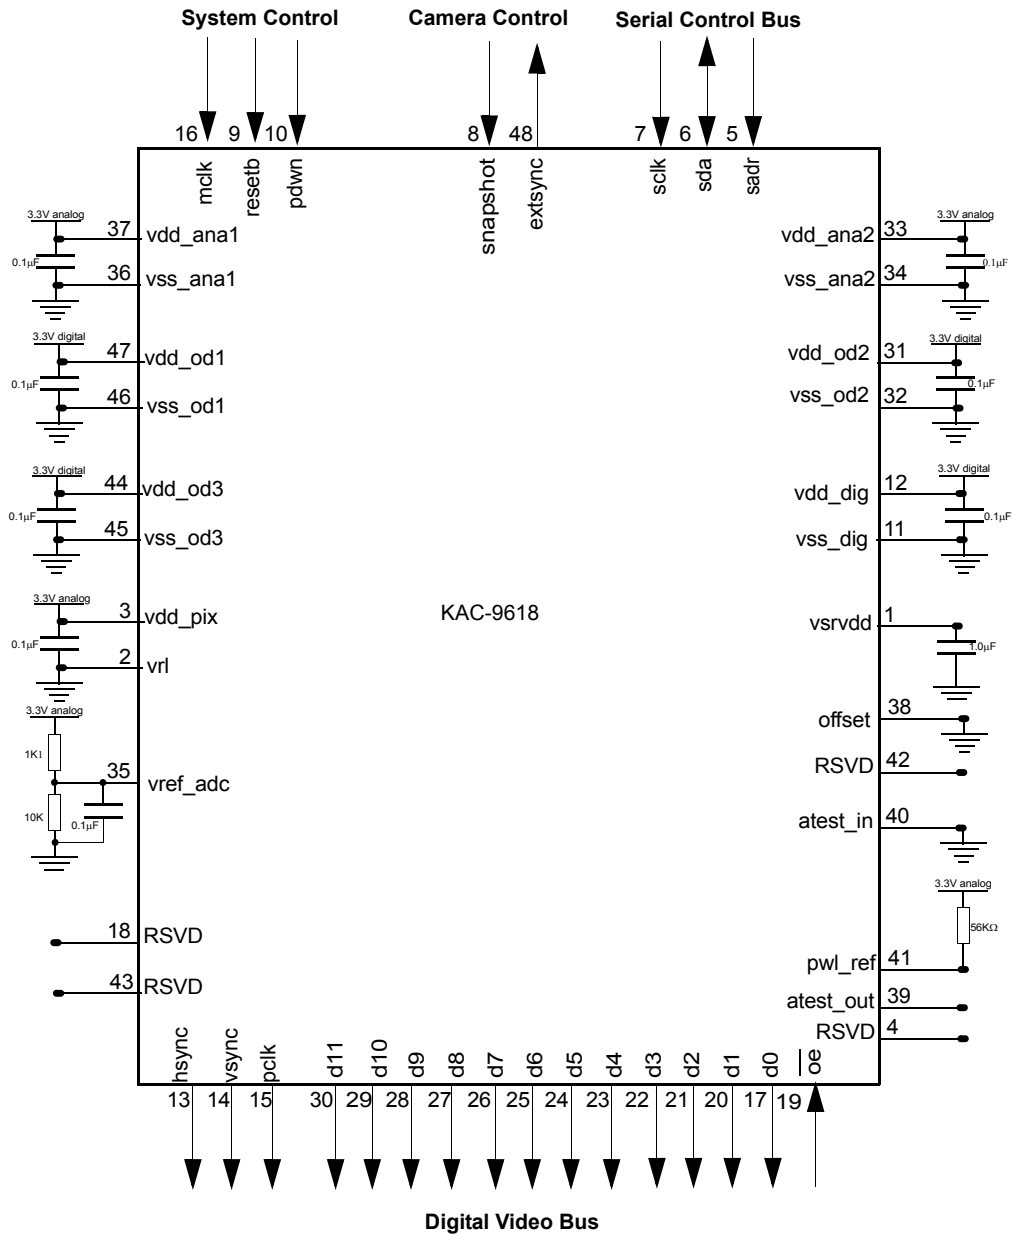 System Control
Camera Control
Serial Control Bus
16
9
10
8
48
7
6
5
mclk
resetb
pdwn
snapshot
extsync
sclk
sda
sadr
3.3V analog
37
vdd_ana1
0.1µF
36
vss_ana1
3.3V digital
47
vdd_od1
0.1µF
46
vss_od1
3.3V digital
44
vdd_od3
0.1µF
45
vss_od3
3.3V analog
3
vdd_pix
0.1µF
2
vrl
3.3V analog
1K1
35
vref_adc
10K
0.1µF
18
RSVD
43
RSVD
KAC-9618
3.3V analog
vdd_ana2
33
0.1µF
vss_ana2
34
3.3V digital
vdd_od2
31
0.1µF
vss_od2
32
3.3V digital
vdd_dig
12
0.1µF
vss_dig
11
vsrvdd
1
1.0µF
offset
38
RSVD
42
atest_in
40
3.3V analog
56KΩ
pwl_ref
41
atest_out
39
RSVD
4
hsync
vsync
pclk
d11
d10
d9
d8
d7
d6
d5
d4
d3
d2
d1
d0
oe
13
14
15
30
29
28
27
26
25
24
23
22
21
20
17
19
Digital Video Bus